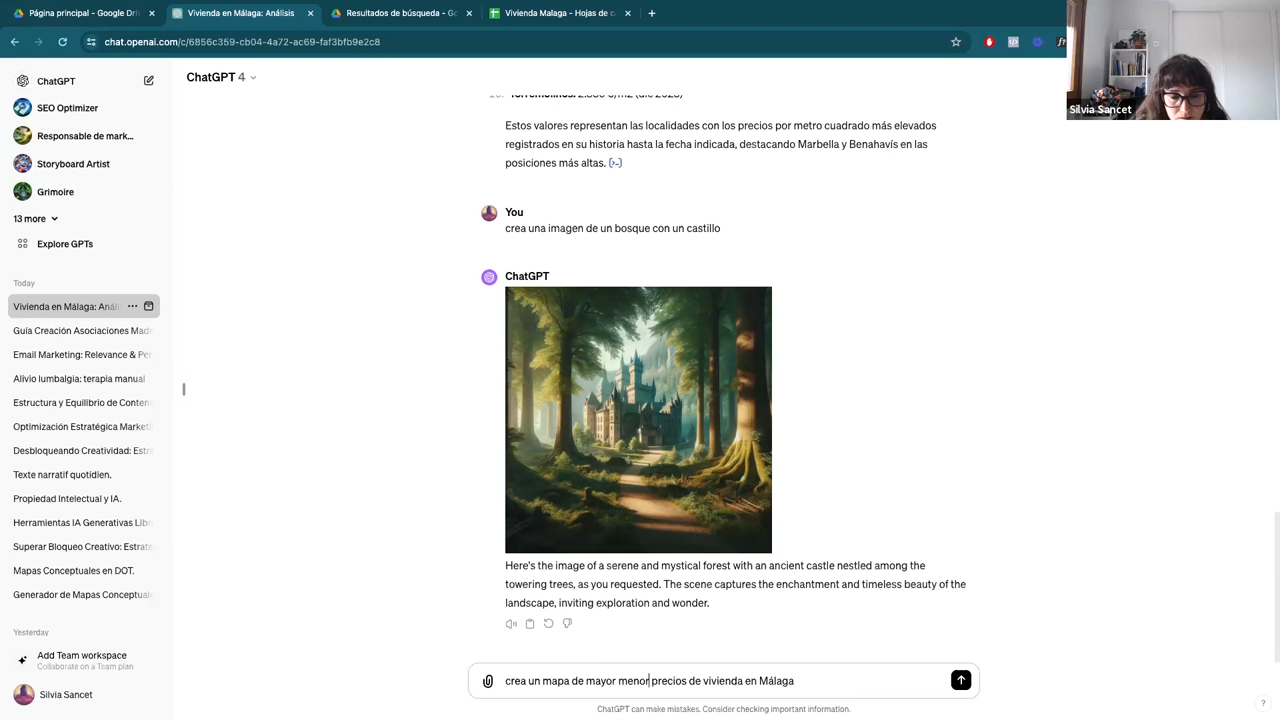 Página principal - Google Driv
Vivienda en Málaga: Análisis
Resultados de búsqueda - Go
Vivienda Malaga - Hojas de c
chat.openai.com/c/6856c359-cb04-4a72-ac69-faf3bfb9e2c8
Silvia Sancet
ChatGPT
SEO Optimizer
Responsable de mark...
Storyboard Artist
Grimoire
13 more
Explore GPTs
Today
Vivienda en Málaga: Análi
Guía Creación Asociaciones Madr
Email Marketing: Relevance & Per
Alivio lumbalgia: terapia manual
Estructura y Equilibrio de Conteni
Optimización Estratégica Marketi
Desbloqueando Creatividad: Estra
Texte narratif quotidien.
Propiedad Intelectual y IA.
Herramientas IA Generativas Libr
Superar Bloqueo Creativo: Estrate
Mapas Conceptuales en DOT.
Generador de Mapas Conceptuale
Yesterday
Add Team workspace
Collaborate on a Team plan
Silvia Sancet
ChatGPT 4
Estos valores representan las localidades con los precios por metro cuadrado más elevados
registrados en su historia hasta la fecha indicada, destacando Marbella y Benahavís en las
posiciones más altas. [>-]
You
crea una imagen de un bosque con un castillo
ChatGPT
Here's the image of a serene and mystical forest with an ancient castle nestled among the
towering trees, as you requested. The scene captures the enchantment and timeless beauty of the
landscape, inviting exploration and wonder.
crea un mapa de mayor menor precios de vivienda en Málaga
ChatGPT can make mistakes. Consider checking important information.
?